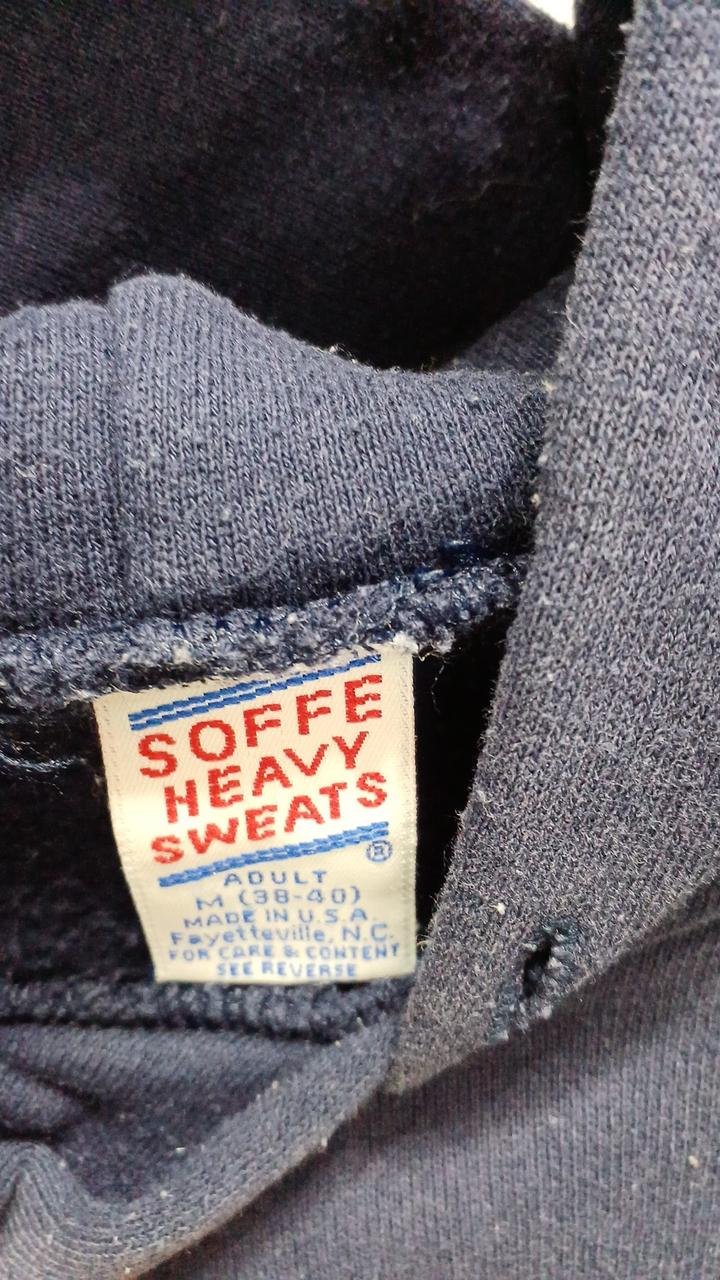 SOFFE
HEAVY
SWEATS
®
ADULT
M (38-40)
MADE IN U.S.A.
Fayetteville, N.C.
FOR CARE & CONTENT
SEE REVERSE